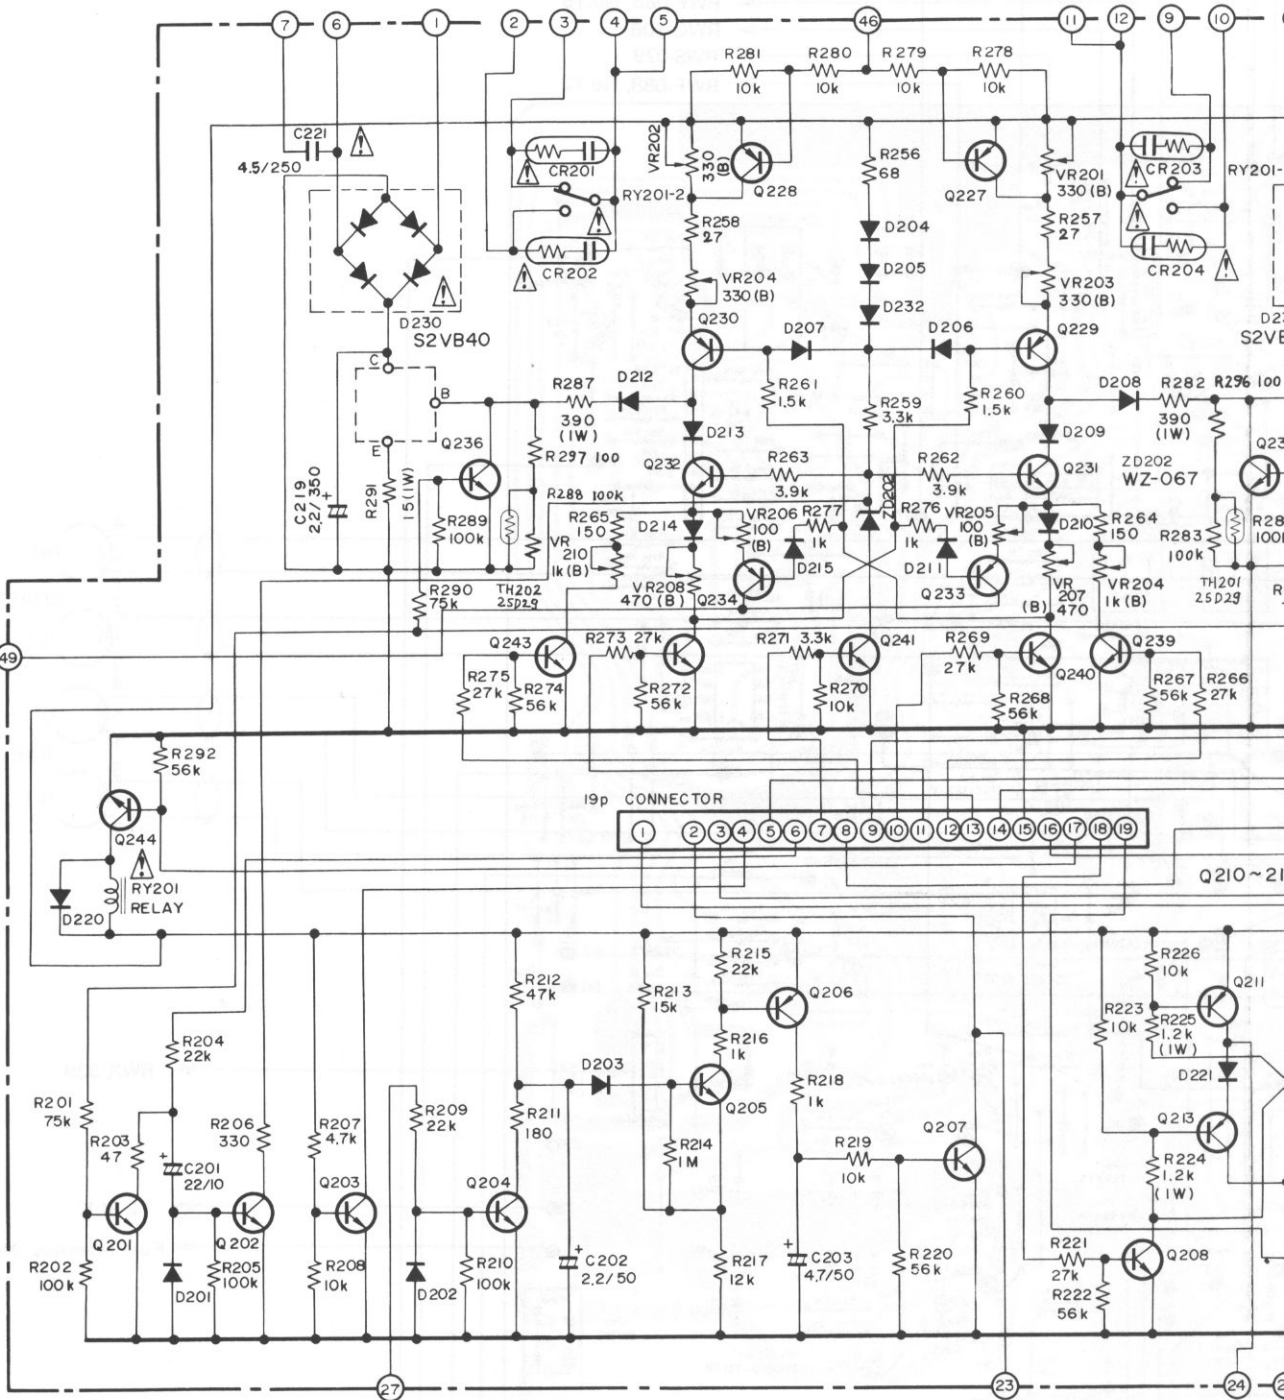 7 6 1 2 3 4 5 46 11 12 9 10
R281 10k R280 10k R279 10k R278 10k
C221 4.5/250
CR201
CR202
RY201-2
VR202 330 (B)
Q228
R256 68
Q227
VR201 330 (B)
CR203
CR204
RY201-
R258 27
D204
D205
D232
R257 27
VR204 330 (B)
VR203 330 (B)
D230 S2VB40
Q230
D207
D206
Q229
S2VB
C
B
E
R287 390 (1W)
D212
R261 1.5k
R259 3.3k
R260 1.5k
D208
R282 390 (1W)
R296 100
D213
D209
Q236
R297 100
Q232
R263 3.9k
R262 3.9k
Q231
ZD202 WZ-067
C219 2.2/350
R291 15(1W)
R289 100k
R288 100k
R265 150
VR 210 1k (B)
D214
VR206 100 (B)
R277 1k
ZD202
R276 1k
VR205 100 (B)
D210
R264 150
R283 100k
TH202 25D29
VR208 470 (B)
Q234
D215
D211
Q233
VR 207 470 (B)
VR204 1k (B)
TH201 25D29
R290 75k
49
Q243
R273 27k
R271 3.3k
Q241
R269 27k
Q240
Q239
R275 27k
R274 56k
R272 56k
R270 10k
R268 56k
R267 56k
R266 27k
R292 56k
19p CONNECTOR
1 2 3 4 5 6 7 8 9 10 11 12 13 14 15 16 17 18 19
Q244
RY201 RELAY
D220
Q210~21
R212 47k
R213 15k
R215 22k
Q206
R226 10k
Q211
R204 22k
R216 1k
R223 10k
R225 1.2k (1W)
D203
D221
R201 75k
R203 47
R206 330
R207 4.7k
R209 22k
R211 180
Q205
R218 1k
Q207
Q213
C201 22/10
R214 1M
R219 10k
R224 1.2k (1W)
Q201
Q202
Q203
Q204
R202 100k
D201
R205 100k
R208 10k
D202
R210 100k
C202 2.2/50
R217 12k
C203 4.7/50
R220 56k
R221 27k
R222 56k
Q208
27 23 24